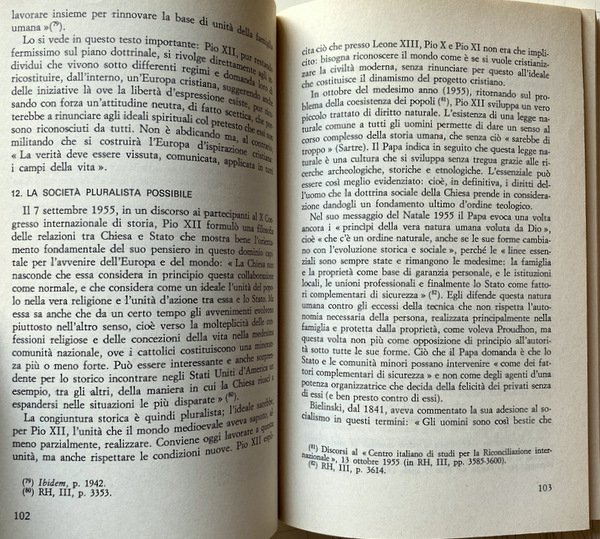 lavorare insieme per rinnovare la base di unità della famiglia
umana »(⁷⁹).
Lo si vede in questo testo importante: Pio XII, pur restando
fermissimo sul piano dottrinale, si rivolge direttamente agli in-
dividui che vivono sotto differenti regimi e domanda loro di
ricostituire, dall'interno, un'Europa cristiana, suggerendo anche
delle iniziative là ove la libertà d'espressione esiste, pur
sando con forza un'attitudine neutra, di fatto scettica, che
terebbe a rinunciare agli ideali spirituali col pretesto che essi non
sono riconosciuti da tutti. Non è abdicando ma, al contrario,
militando che si costruirà l'Europa d'ispirazione cristiana:
« La verità deve essere vissuta, comunicata, applicata in tutti
i campi della vita ».
12. LA SOCIETÀ PLURALISTA POSSIBILE
Il 7 settembre 1955, in un discorso ai partecipanti al X Con-
gresso internazionale di storia, Pio XII formulò una filosofia
delle relazioni tra Chiesa e Stato che mostra bene l'orienta-
mento fondamentale del suo pensiero in questo dominio capi-
tale per l'avvenire dell'Europa e del mondo: « La Chiesa non
nasconde che essa considera in principio questa collaborazione
come normale, e che considera come un ideale l'unità del popo-
lo nella vera religione e l'unità d'azione tra essa e lo Stato. Ma
essa sa anche che da un certo tempo gli avvenimenti evolvono
piuttosto nell'altro senso, cioè verso la molteplicità delle con-
fessioni religiose e delle concezioni della vita nella medesima
comunità nazionale, ove i cattolici costituiscono una minoran-
za più o meno forte. Può essere interessante e anche sorpren-
dente per lo storico incontrare negli Stati Uniti d'America un
esempio, tra gli altri, della maniera in cui la Chiesa riuscì a
espandersi nelle situazioni le più disparate » (⁸⁰).
La congiuntura storica è quindi pluralista; l'ideale sarebbe,
per Pio XII, l'unità che il mondo medioevale aveva saputo, al-
meno parzialmente, realizzare. Conviene oggi lavorare a questa
unità, ma anche rispettare le condizioni nuove. Pio XII espli-
(⁷⁹) Ibidem, p. 1942.
(⁸⁰) RH, III, p. 3353.
102
cita ciò che presso Leone XIII, Pio X e Pio XI non era che impli-
cito: bisogna riconoscere il mondo come è se si vuole cristianiz-
zare la civiltà moderna, senza rinunciare per questo all'ideale
che costituisce il dinamismo del progetto cristiano.
In ottobre del medesimo anno (1955), ritornando sul pro-
blema della coesistenza dei popoli (⁸¹), Pio XII sviluppa un vero
piccolo trattato di diritto naturale. L'esistenza di una legge na-
turale comune a tutti gli uomini permette di dare un senso al
corso complesso della storia umana, che senza ciò « sarebbe di
troppo » (Sartre). Il Papa indica in seguito che questa legge na-
turale è una cultura che si sviluppa senza tregua grazie alle ri-
cerche archeologiche, storiche e etnologiche. L'essenziale può
essere così meglio evidenziato: cioè, in definitiva, i diritti del-
l'uomo che la dottrina sociale della Chiesa prende in considera-
zione dandogli un fondamento ultimo d'ordine teologico.
Nel suo messaggio del Natale 1955 il Papa evoca una volta
ancora i « principi della vera natura umana voluta da Dio »,
cioè « che c'è un ordine naturale, anche se le sue forme cambia-
no con l'evoluzione storica e sociale », perché le « linee essen-
ziali sono sempre state e rimangono le medesime: la famiglia
e la proprietà come base di garanzia personale, e le istituzioni
locali, le unioni professionali e finalmente lo Stato come fatto-
ri complementari di sicurezza » (⁸²). Egli difende questa natura
umana contro gli eccessi della tecnica che non rispetta l'auto-
nomia necessaria della persona, realizzata principalmente nella
famiglia e protetta dalla proprietà, come voleva Proudhon, ma
questa volta non più come opposizione di principio all'autori-
tà sotto tutte le sue forme. Ciò che il Papa domanda è che lo
Stato e le comunità minori possano intervenire « come dei fat-
tori complementari di sicurezza » e non come degli agenti d'una
potenza organizzatrice che decida della felicità dei privati senza
di essi (e ben presto contro di essi).
Bielinski, dal 1841, aveva commentato la sua adesione al so-
cialismo in questi termini: « Gli uomini sono così bestie che
(⁸¹) Discorsi al « Centro italiano di studi per la Riconciliazione inter-
nazionale », 13 ottobre 1955 (in RH, III, pp. 3585-3600).
(⁸²) RH, III, p. 3614.
103